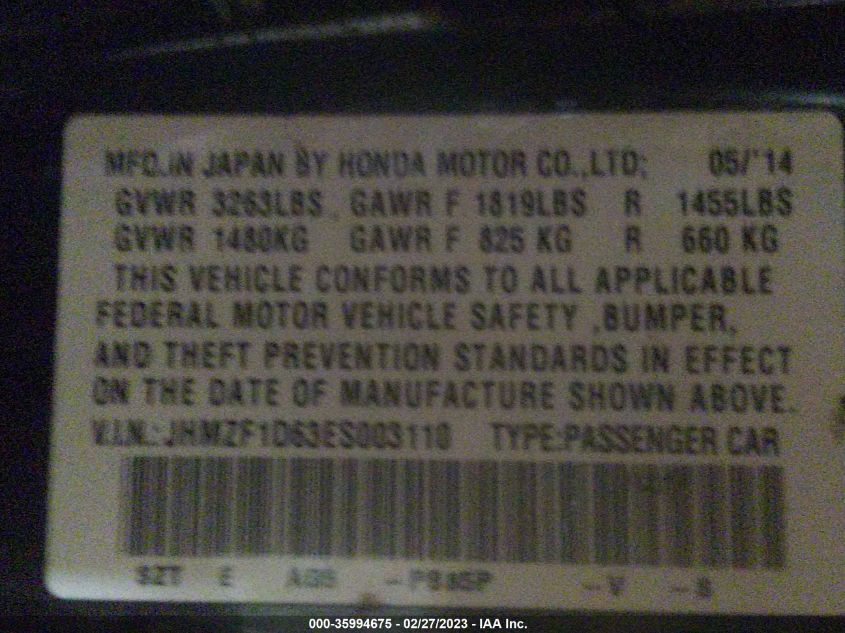 MFD.IN JAPAN BY HONDA MOTOR CO.,LTD; 05/'14
GVWR 3263LBS GAWR F 1819LBS R 1455LBS
GVWR 1480KG GAWR F 825 KG R 660 KG
THIS VEHICLE CONFORMS TO ALL APPLICABLE
FEDERAL MOTOR VEHICLE SAFETY ,BUMPER,
AND THEFT PREVENTION STANDARDS IN EFFECT
ON THE DATE OF MANUFACTURE SHOWN ABOVE.
V.I.N.: JHMZF1D63ES003110 TYPE:PASSENGER CAR
SZT E -V -B
000-35994675 - 02/27/2023 - IAA Inc.